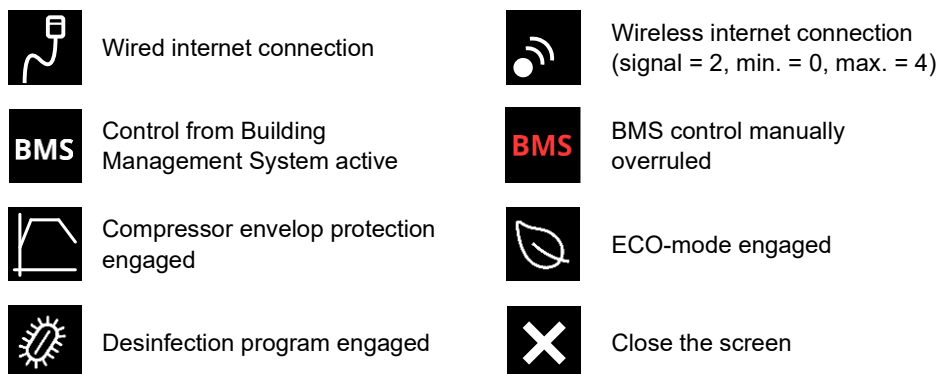 Wired internet connection
Wireless internet connection
(signal = 2, min. = 0, max. = 4)
BMS
Control from Building
Management System active
BMS
BMS control manually
overruled
Compressor envelop protection
engaged
ECO-mode engaged
Desinfection program engaged
Close the screen